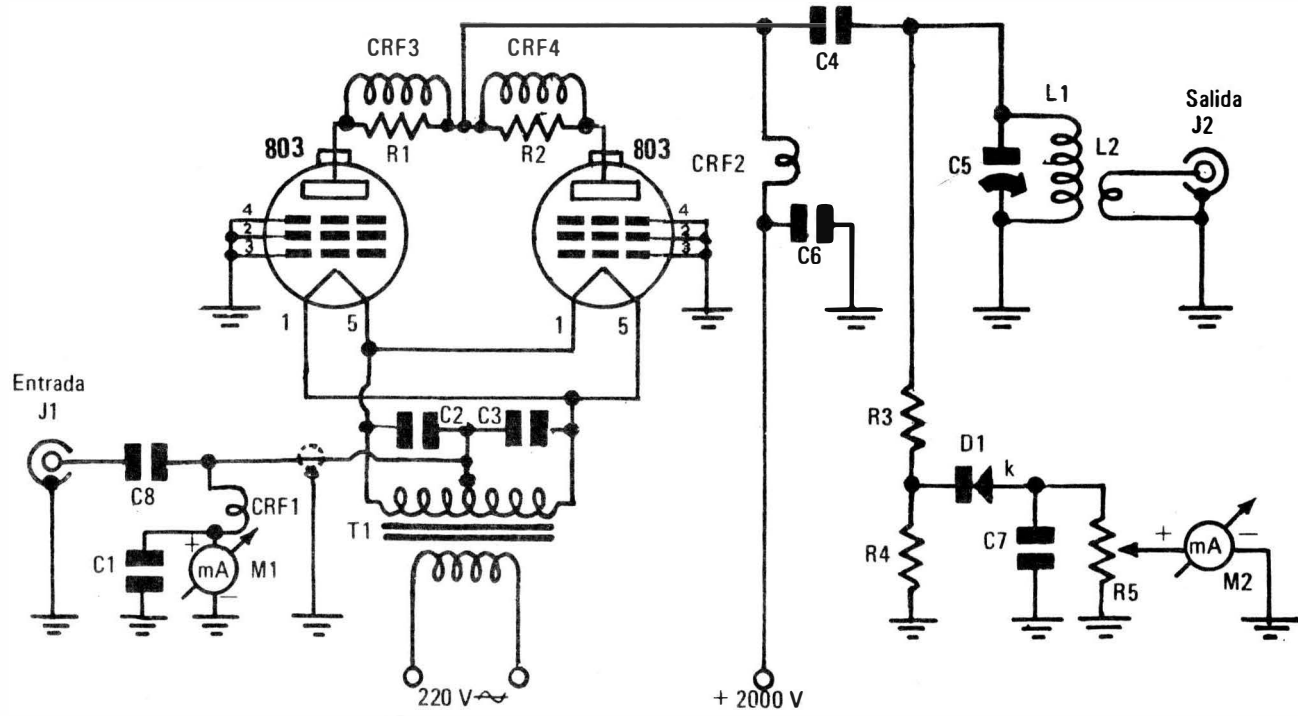 CRF3
CRF4
C4
803
R1
R2
803
CRF2
L1
L2
Salida
J2
C5
4
2
3
4
2
3
C6
1
5
1
5
Entrada
J1
C2
C3
R3
D1
k
C8
CRF1
T1
C1
+
mA
M1
−
R4
C7
+
−
mA
R5
M2
220 V~
+ 2000 V